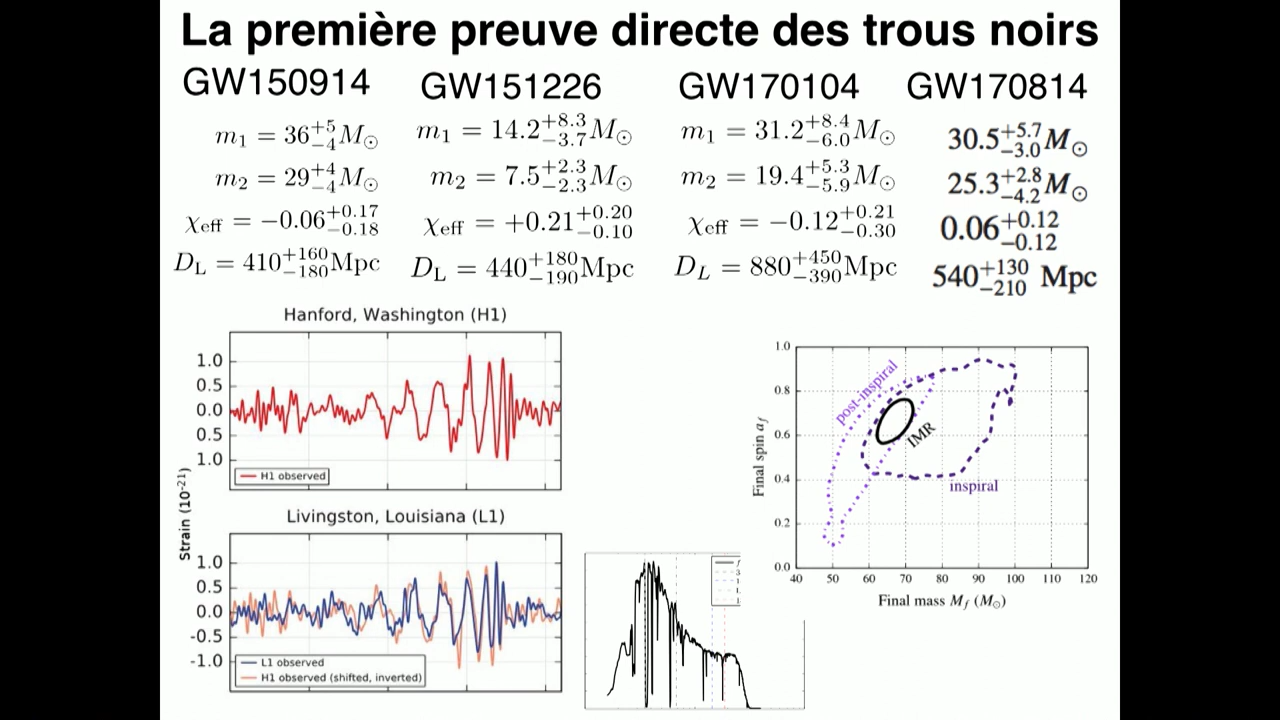 La première preuve directe des trous noirs
GW150914 GW151226 GW170104 GW170814
m₁ = 36⁺⁵₋₄ M⊙ m₁ = 14.2⁺⁸·³₋₃.₇ M⊙ m₁ = 31.2⁺⁸·⁴₋₆.₀ M⊙ 30.5⁺⁵·⁷₋₃.₀ M⊙
m₂ = 29⁺⁴₋₄ M⊙ m₂ = 7.5⁺²·³₋₂.₃ M⊙ m₂ = 19.4⁺⁵·³₋₅.₉ M⊙ 25.3⁺²·⁸₋₄.₂ M⊙
χeff = −0.06⁺⁰·¹⁷₋₀.₁₈ χeff = +0.21⁺⁰·²⁰₋₀.₁₀ χeff = −0.12⁺⁰·²¹₋₀.₃₀ 0.06⁺⁰·¹²₋₀.₁₂
DL = 410⁺¹⁶⁰₋₁₈₀ Mpc DL = 440⁺¹⁸⁰₋₁₉₀ Mpc DL = 880⁺⁴⁵⁰₋₃₉₀ Mpc 540⁺¹³⁰₋₂₁₀ Mpc
Hanford, Washington (H1)
1.0
0.5
0.0
0.5
1.0
H1 observed
Livingston, Louisiana (L1)
Strain (10⁻²¹)
1.0
0.5
0.0
-0.5
-1.0
L1 observed
H1 observed (shifted, inverted)
1.0
0.8
0.6
0.4
0.2
0.0
Final spin af
post-inspiral
IMR
inspiral
40 50 60 70 80 90 100 110 120
Final mass Mf (M⊙)